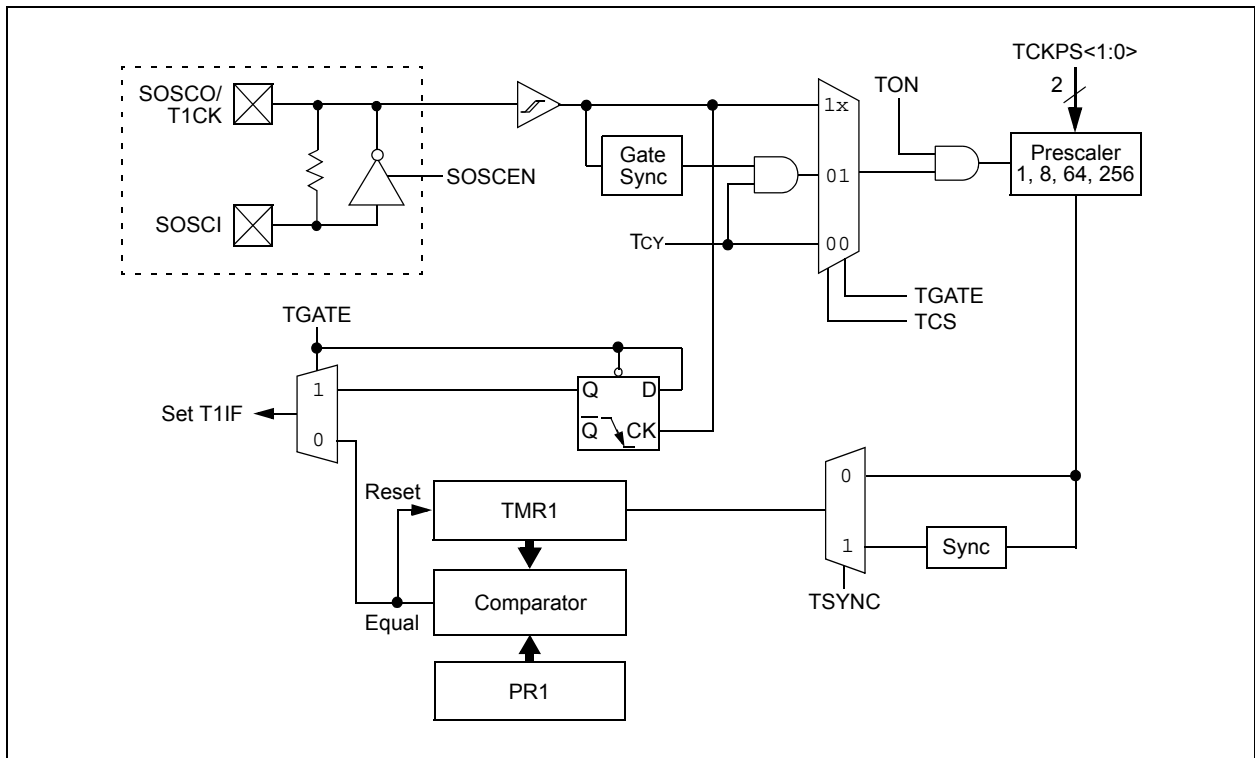 TCKPS<1:0>
2
SOSCO/
T1CK
TON
1x
Gate
Sync
Prescaler
1, 8, 64, 256
01
SOSCEN
SOSCI
TCY
00
TGATE
TCS
TGATE
1
Q
D
Set T1IF
Q
CK
0
Reset
TMR1
0
1
Sync
Comparator
TSYNC
Equal
PR1